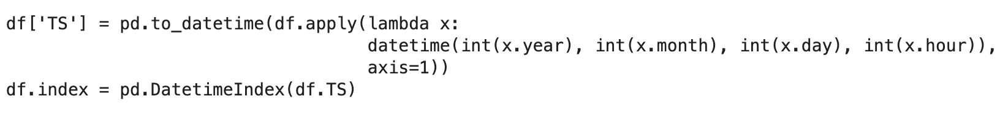 df['TS'] = pd.to_datetime(df.apply(lambda x:
datetime(int(x.year), int(x.month), int(x.day), int(x.hour)),
axis=1))
df.index = pd.DatetimeIndex(df.TS)